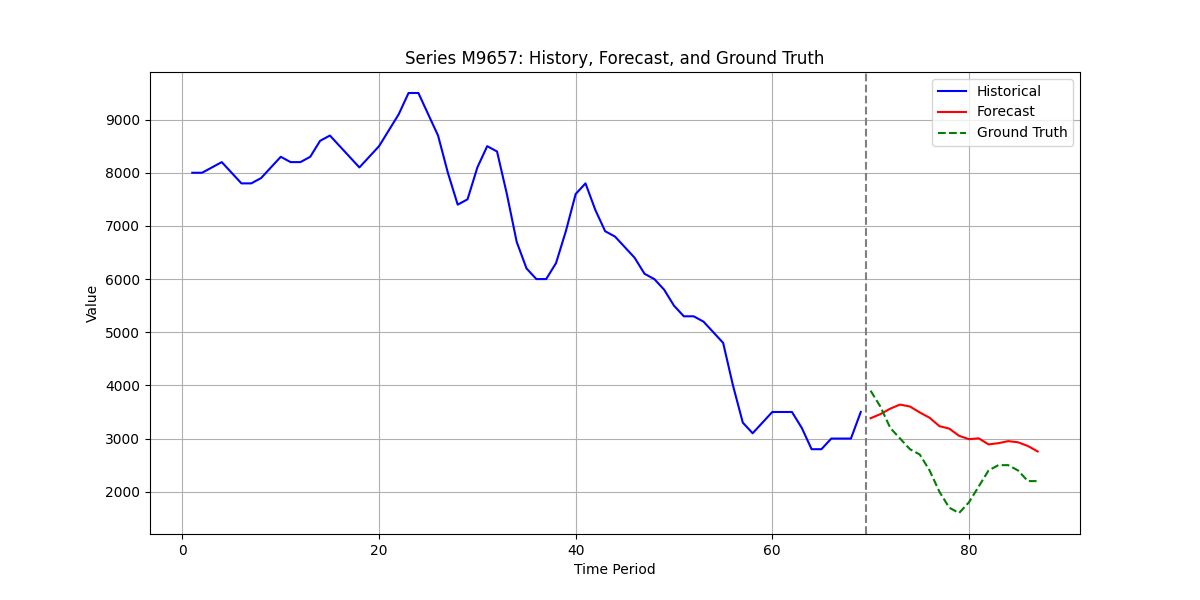 Series M9657: History, Forecast, and Ground Truth
Historical
Forecast
Ground Truth
Value
9000
8000
7000
6000
5000
4000
3000
2000
0 20 40 60 80
Time Period